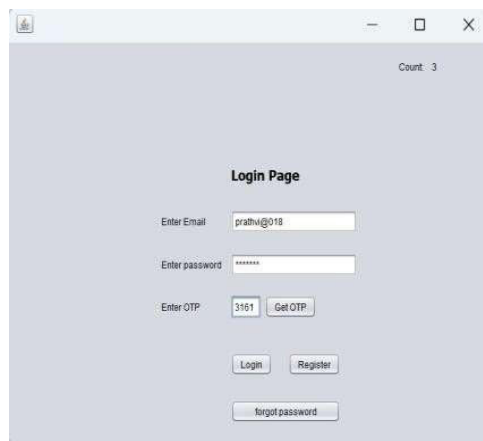 Count: 3
Login Page
Enter Email prathvi@018
Enter password *******
Enter OTP 3161 Get OTP
Login Register
forgot password